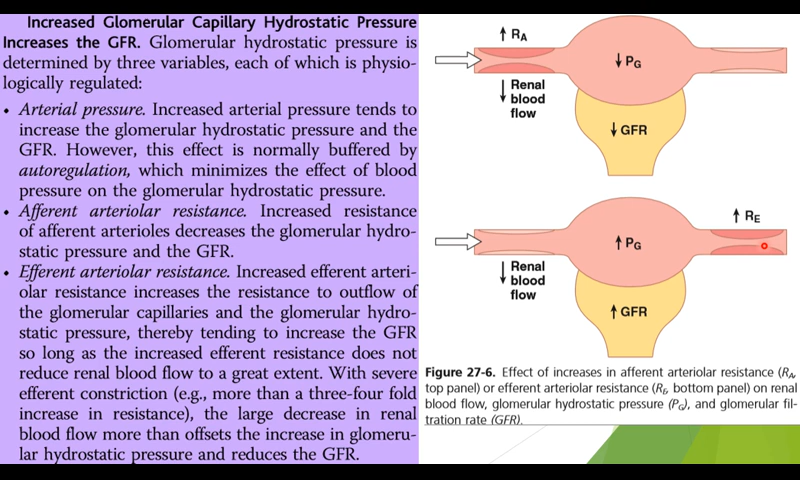 Increased Glomerular Capillary Hydrostatic Pressure
Increases the GFR. Glomerular hydrostatic pressure is
determined by three variables, each of which is physio-
logically regulated:
• Arterial pressure. Increased arterial pressure tends to
increase the glomerular hydrostatic pressure and the
GFR. However, this effect is normally buffered by
autoregulation, which minimizes the effect of blood
pressure on the glomerular hydrostatic pressure.
• Afferent arteriolar resistance. Increased resistance
of afferent arterioles decreases the glomerular hydro-
static pressure and the GFR.
• Efferent arteriolar resistance. Increased efferent arteri-
olar resistance increases the resistance to outflow of
the glomerular capillaries and the glomerular hydro-
static pressure, thereby tending to increase the GFR
so long as the increased efferent resistance does not
reduce renal blood flow to a great extent. With severe
efferent constriction (e.g., more than a three-four fold
increase in resistance), the large decrease in renal
blood flow more than offsets the increase in glomeru-
lar hydrostatic pressure and reduces the GFR.
↑ RA
↓ PG
↓ Renal
blood
flow
↓ GFR
↑ RE
↑ PG
↓ Renal
blood
flow
↑ GFR
Figure 27-6. Effect of increases in afferent arteriolar resistance (RA,
top panel) or efferent arteriolar resistance (RE, bottom panel) on renal
blood flow, glomerular hydrostatic pressure (PG), and glomerular fil-
tration rate (GFR).